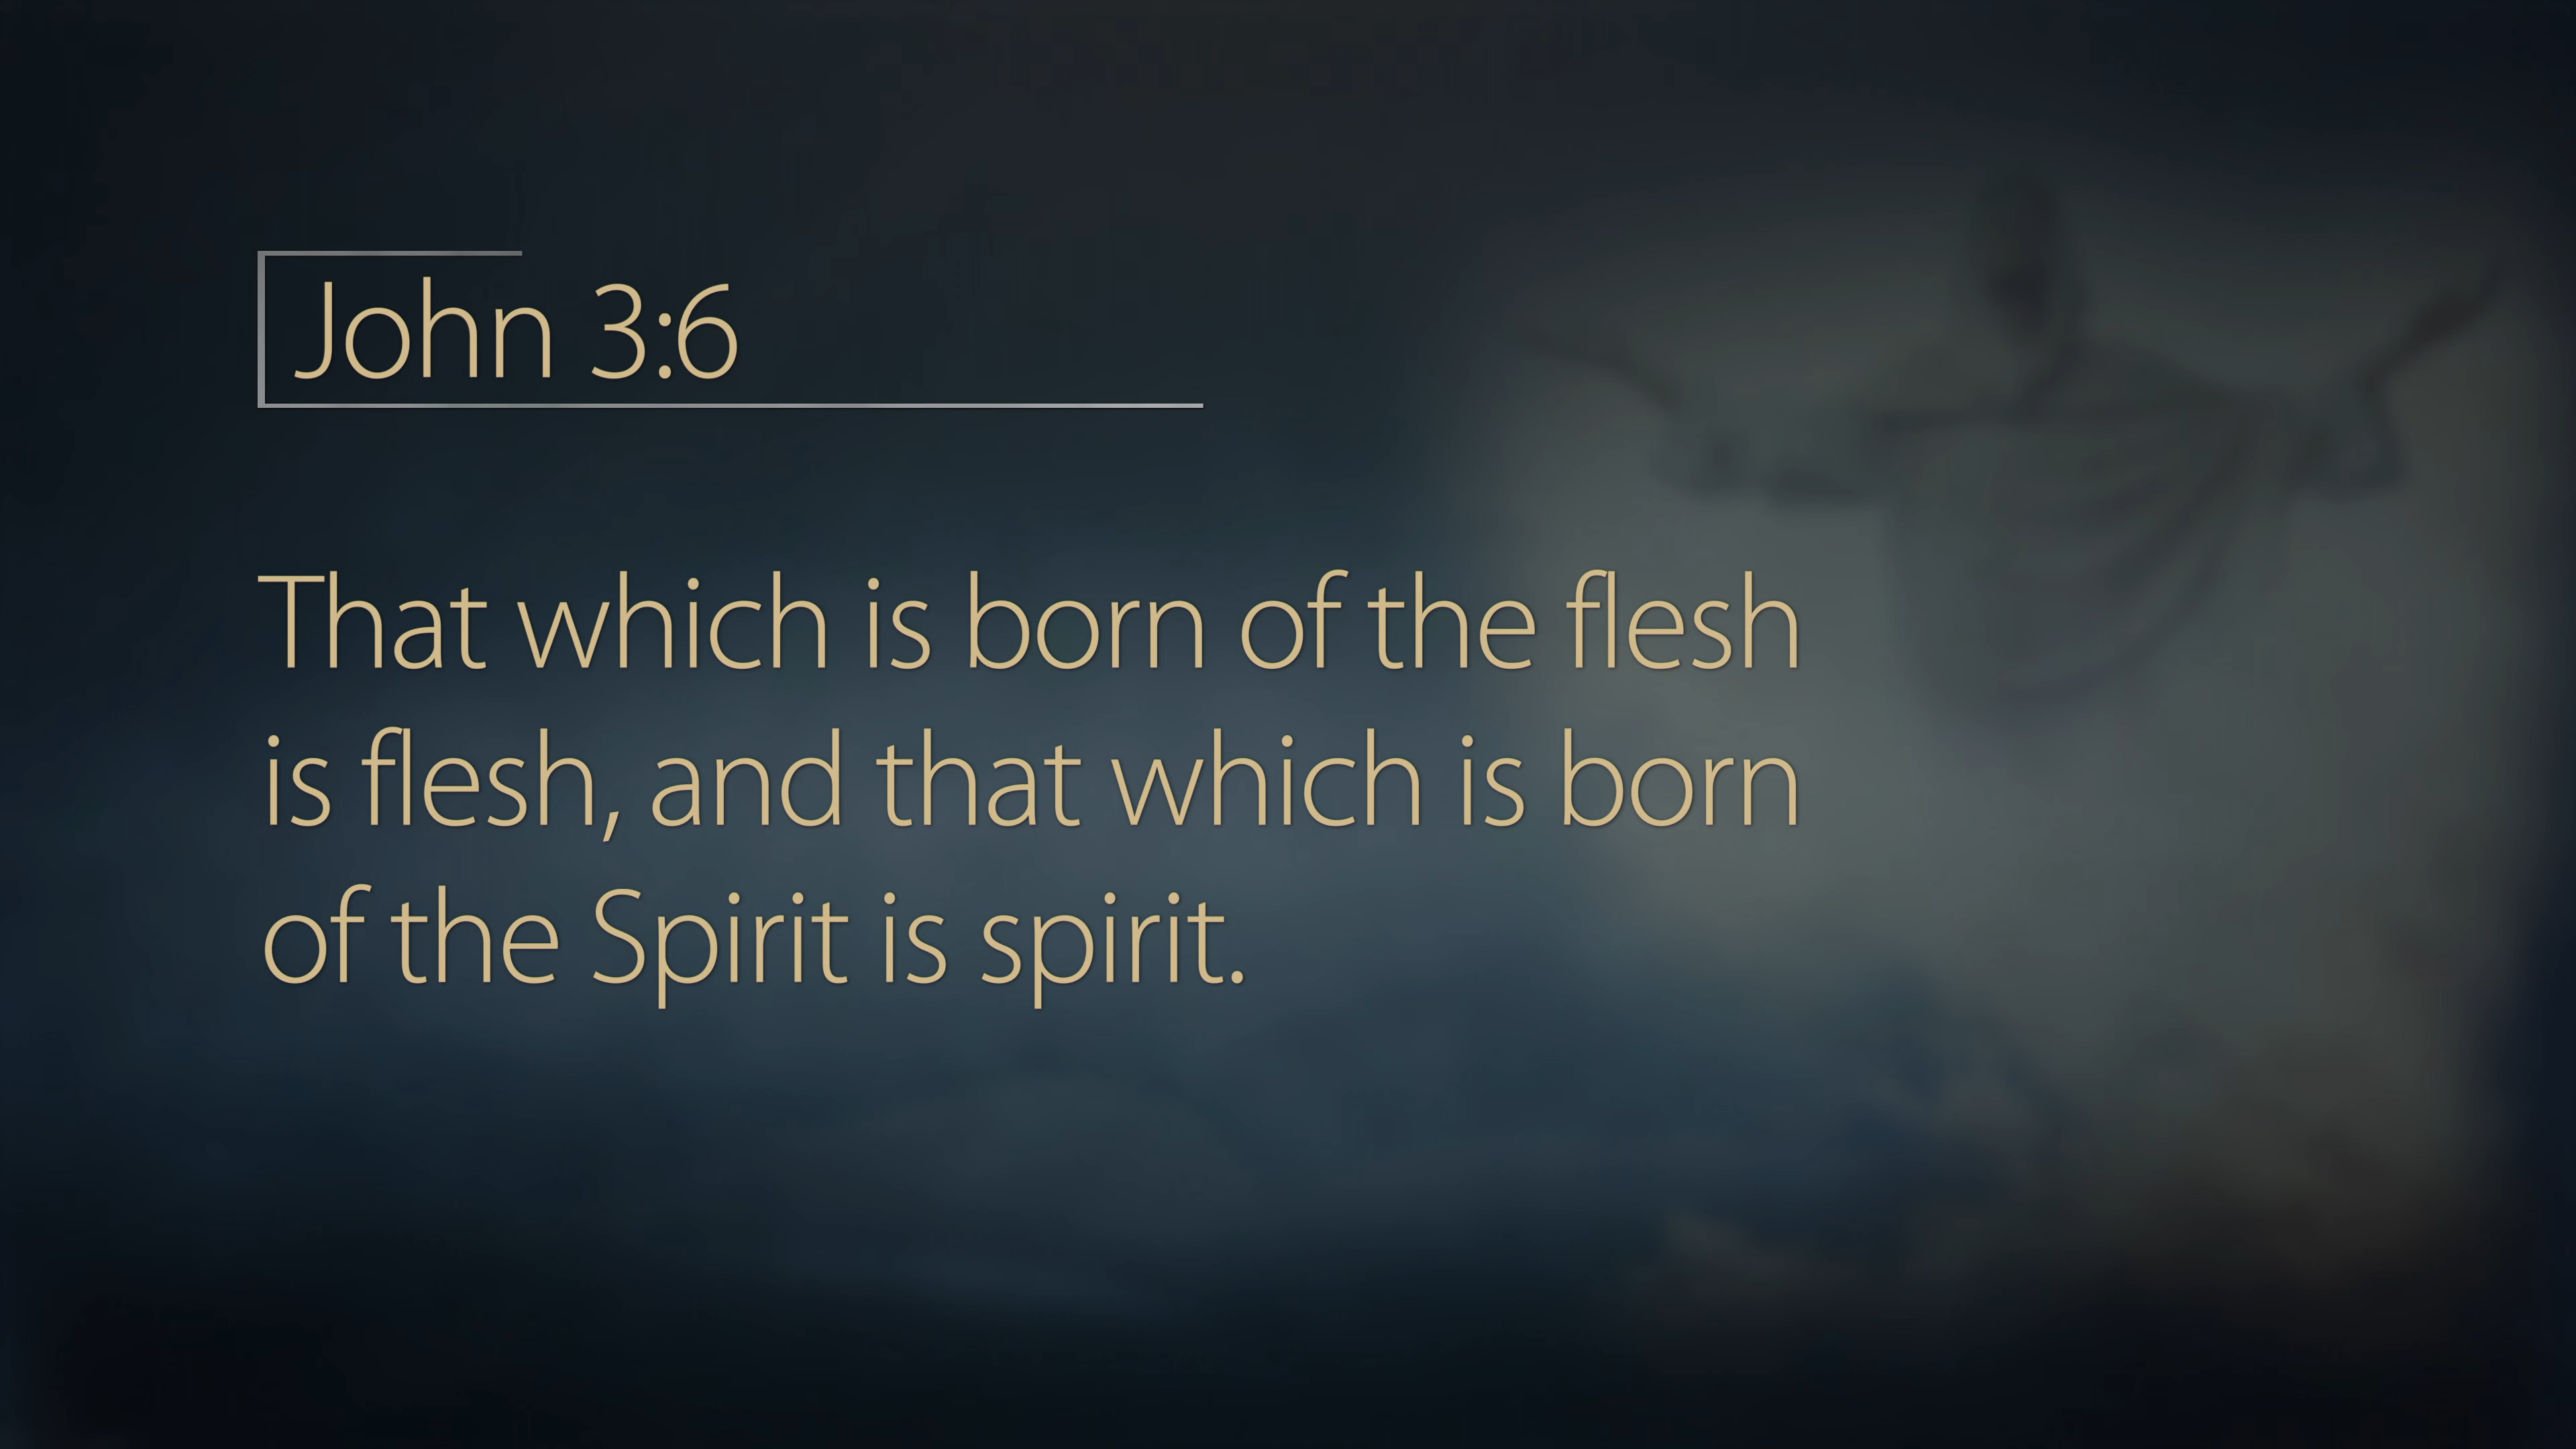 John 3:6
That which is born of the flesh
is flesh, and that which is born
of the Spirit is spirit.